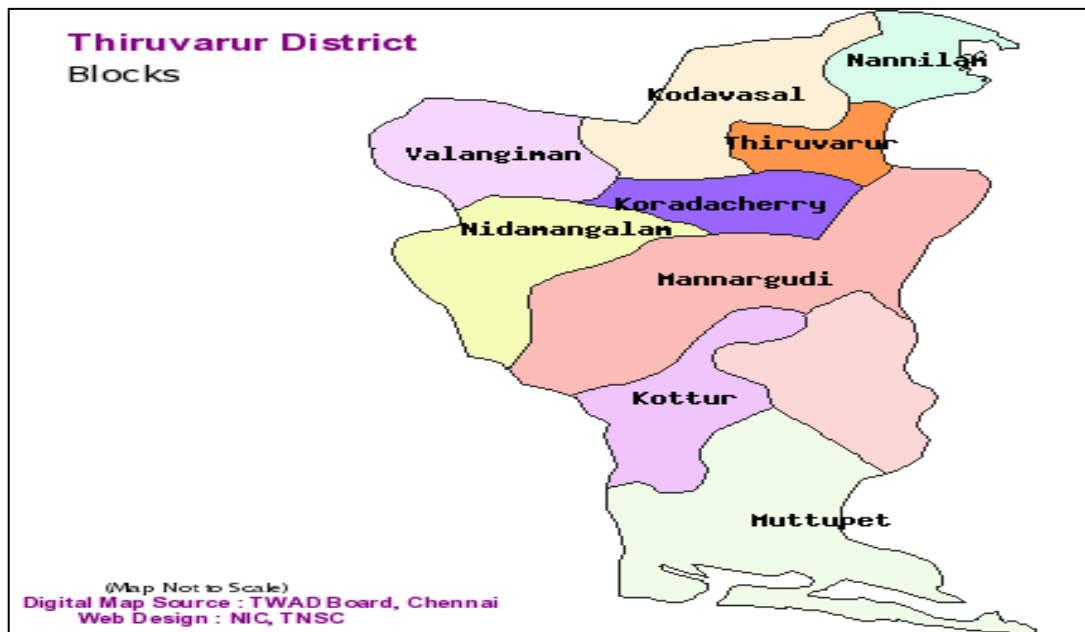 Thiruvarur District
Blocks
Nannilam
Kodavasal
Thiruvarur
Valangiman
Koradacherry
Nidamangalam
Mannargudi
Kottur
Muttupet
(Map Not to Scale)
Digital Map Source : TWAD Board, Chennai
Web Design : NIC, TNSC